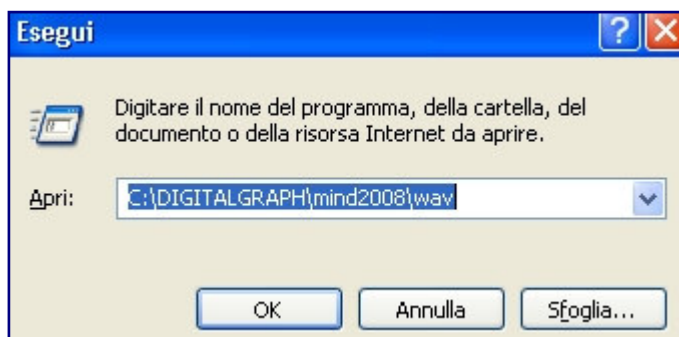 Esegui
Digitare il nome del programma, della cartella, del
documento o della risorsa Internet da aprire.
Apri: C:\DIGITALGRAPH\mind2008\wav
OK Annulla Sfoglia...